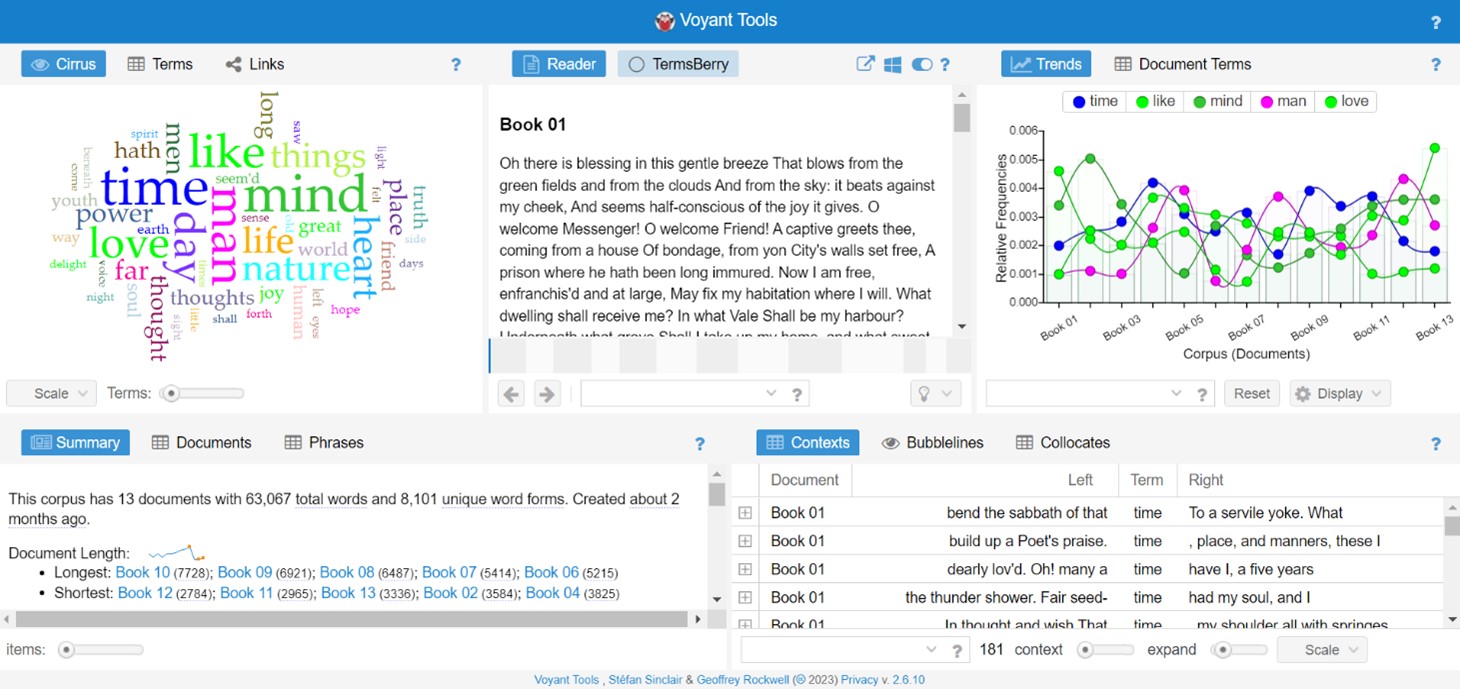 Voyant Tools ?
Cirrus Terms Links ?
long
saw
spirit
men
like
things
light
hath
beneath
come
seem'd
time
man
mind
felt
place
truth
youth
power
day
sense
old
great
heart
way
earth
love
life
world
side
delight
voice
far
times
nature
friend
days
night
soul
thought
thoughts
joy
human
left
hope
sight
little
shall
forth
eyes
Scale Terms:
Reader TermsBerry ?
Book 01
Oh there is blessing in this gentle breeze That blows from the
green fields and from the clouds And from the sky: it beats against
my cheek, And seems half-conscious of the joy it gives. O
welcome Messenger! O welcome Friend! A captive greets thee,
coming from a house Of bondage, from yon City's walls set free, A
prison where he hath been long immured. Now I am free,
enfranchis'd and at large, May fix my habitation where I will. What
dwelling shall receive me? In what Vale Shall be my harbour?
Underneath what grove Shall I take up my home, and what sweet
?
Trends Document Terms ?
time like mind man love
Relative Frequencies
0.006
0.005
0.004
0.003
0.002
0.001
0.000
Book 01 Book 03 Book 05 Book 07 Book 09 Book 11 Book 13
Corpus (Documents)
? Reset Display
Summary Documents Phrases ?
This corpus has 13 documents with 63,067 total words and 8,101 unique word forms. Created about 2
months ago.
Document Length:
• Longest: Book 10 (7728); Book 09 (6921); Book 08 (6487); Book 07 (5414); Book 06 (5215)
• Shortest: Book 12 (2784); Book 11 (2965); Book 13 (3336); Book 02 (3584); Book 04 (3825)
items:
Contexts Bubblelines Collocates ?
Document Left Term Right
Book 01 bend the sabbath of that time To a servile yoke. What
Book 01 build up a Poet's praise. time , place, and manners, these I
Book 01 dearly lov'd. Oh! many a time have I, a five years
Book 01 the thunder shower. Fair seed- time had my soul, and I
Book 01 In thought and wish That time , my shoulder all with springes
? 181 context expand Scale
Voyant Tools , Stéfan Sinclair & Geoffrey Rockwell (© 2023) Privacy v. 2.6.10